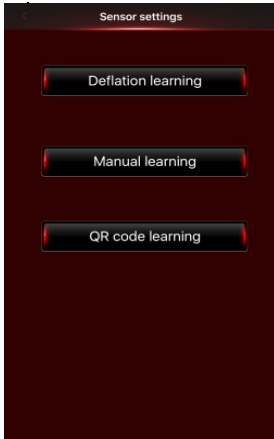 Sensor settings
Deflation learning
Manual learning
QR code learning